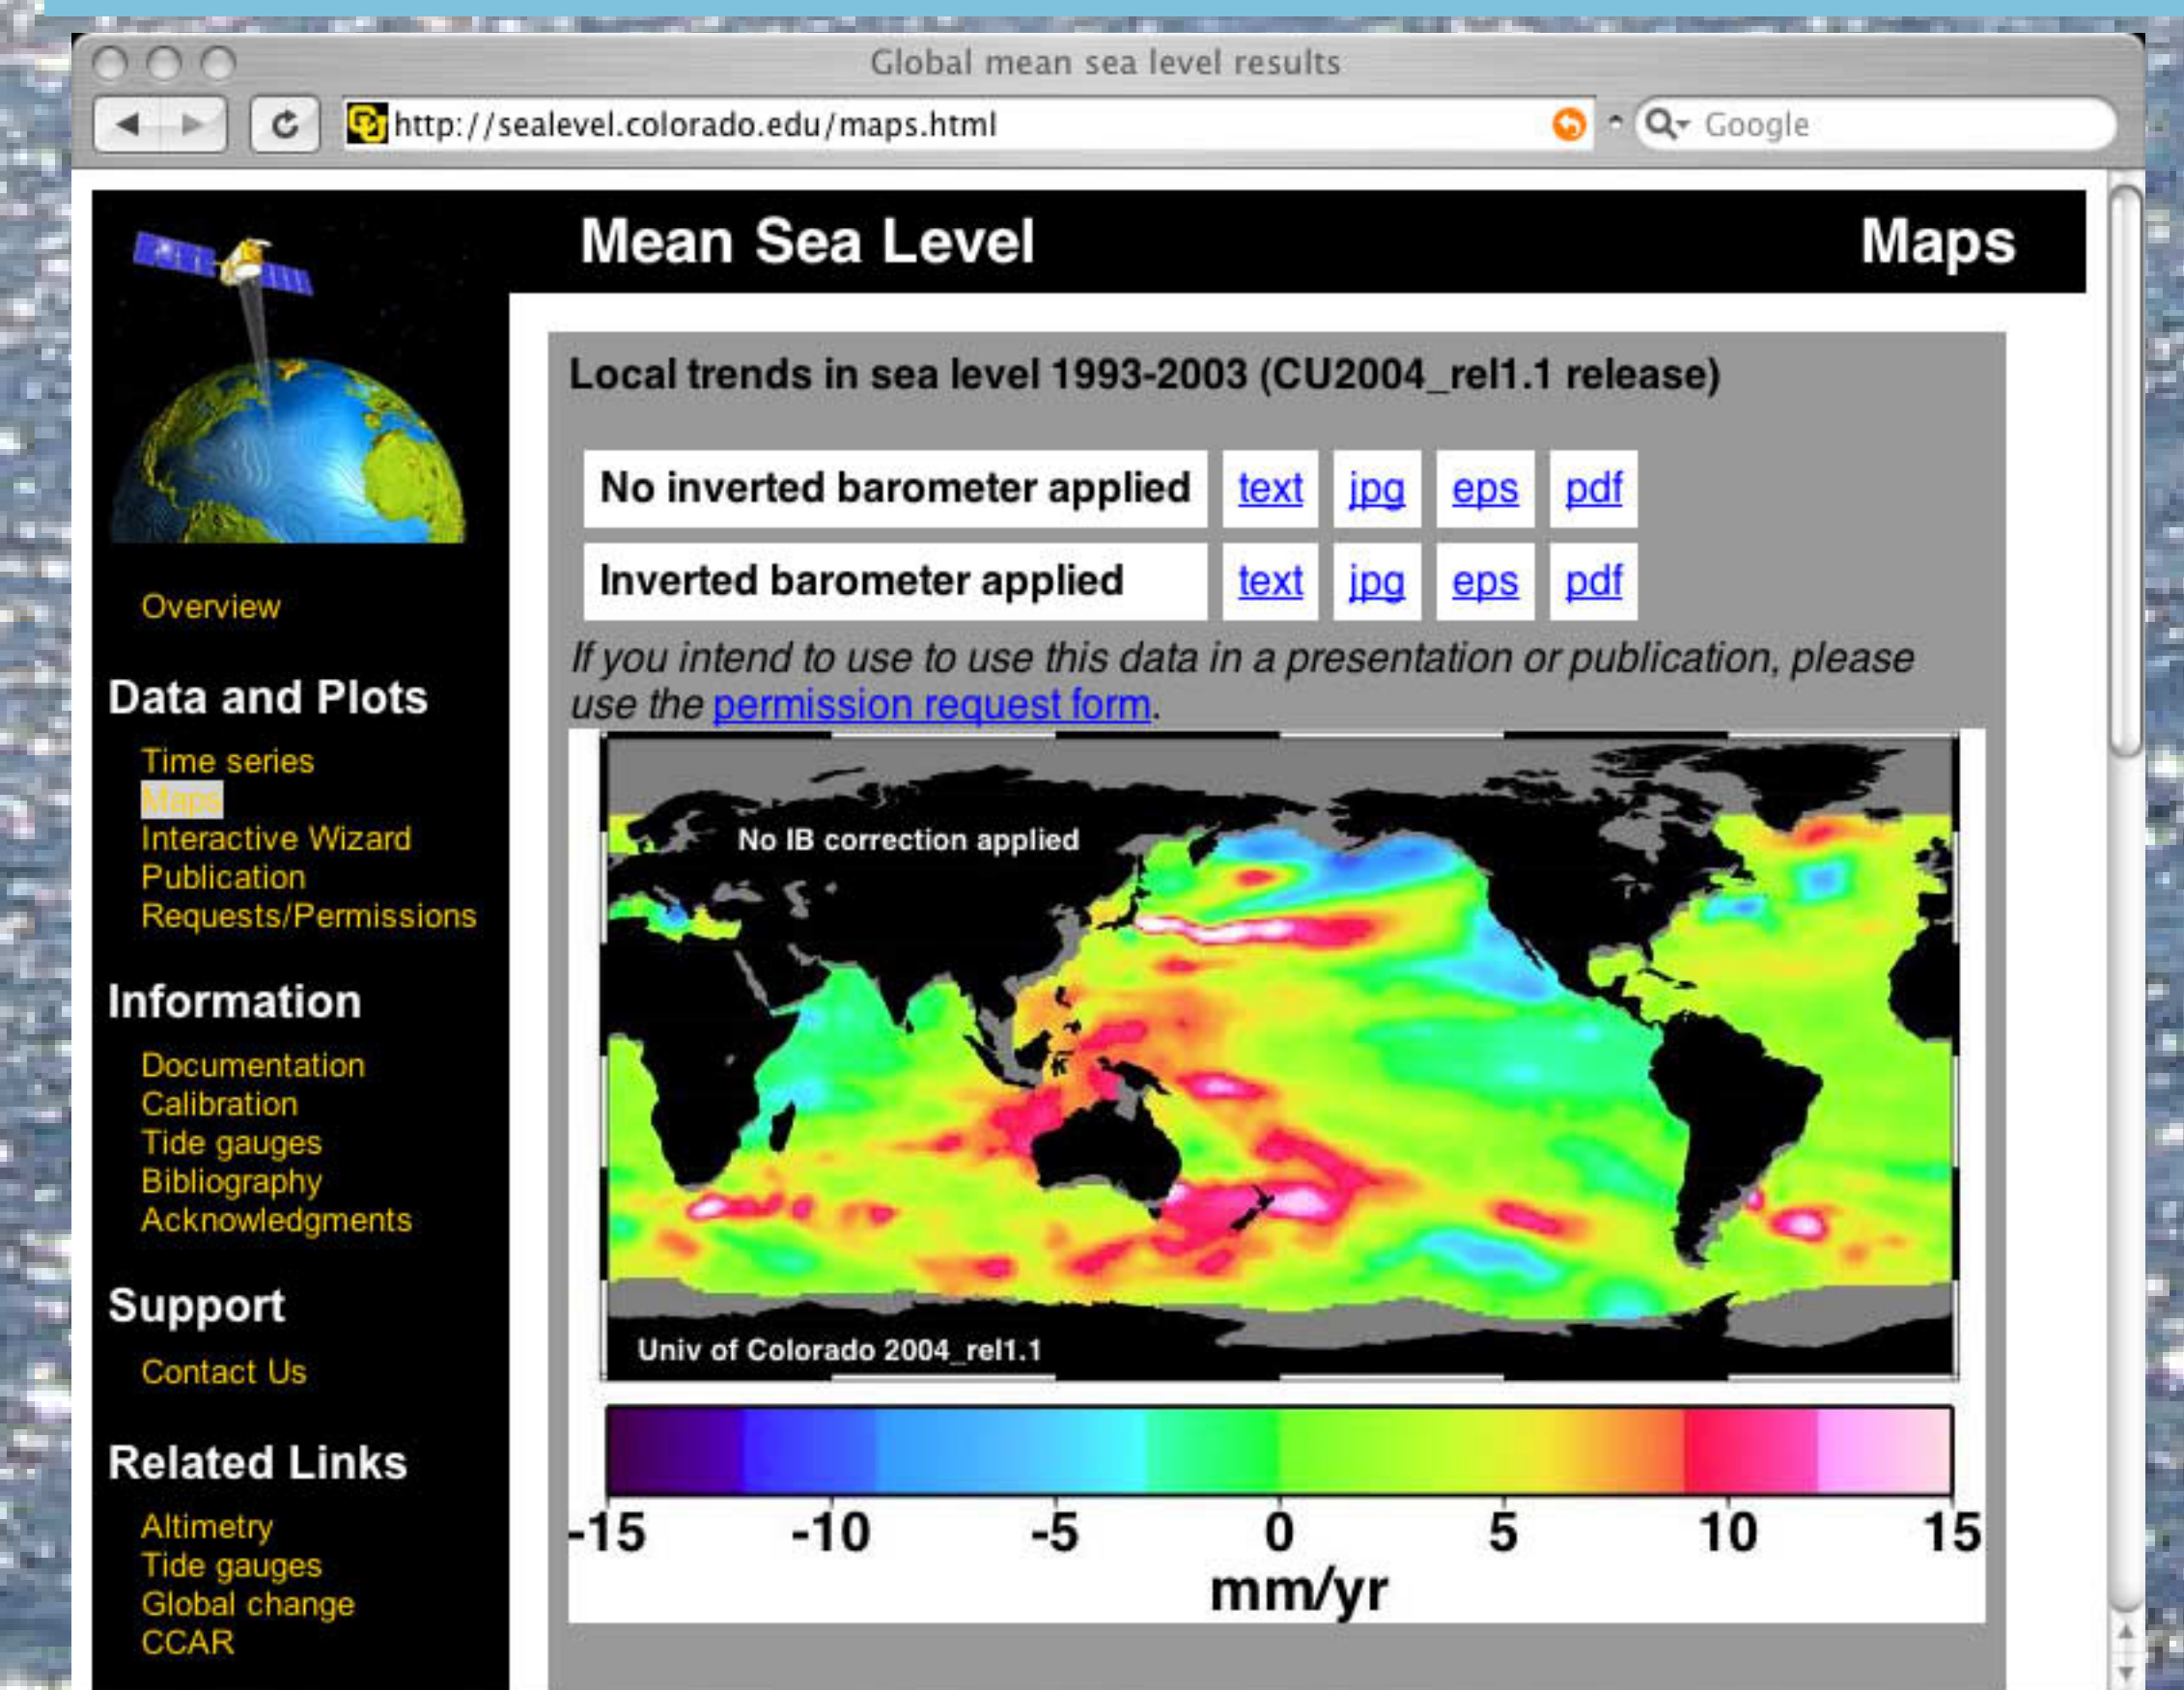 Global mean sea level results
http://sealevel.colorado.edu/maps.html
Google
Mean Sea Level
Maps
Overview
Data and Plots
Time series
Maps
Interactive Wizard
Publication
Requests/Permissions
Information
Documentation
Calibration
Tide gauges
Bibliography
Acknowledgments
Support
Contact Us
Related Links
Altimetry
Tide gauges
Global change
CCAR
Local trends in sea level 1993-2003 (CU2004_rel1.1 release)
No inverted barometer applied text jpg eps pdf
Inverted barometer applied text jpg eps pdf
If you intend to use to use this data in a presentation or publication, please
use the permission request form.
No IB correction applied
Univ of Colorado 2004_rel1.1
-15 -10 -5 0 5 10 15
mm/yr